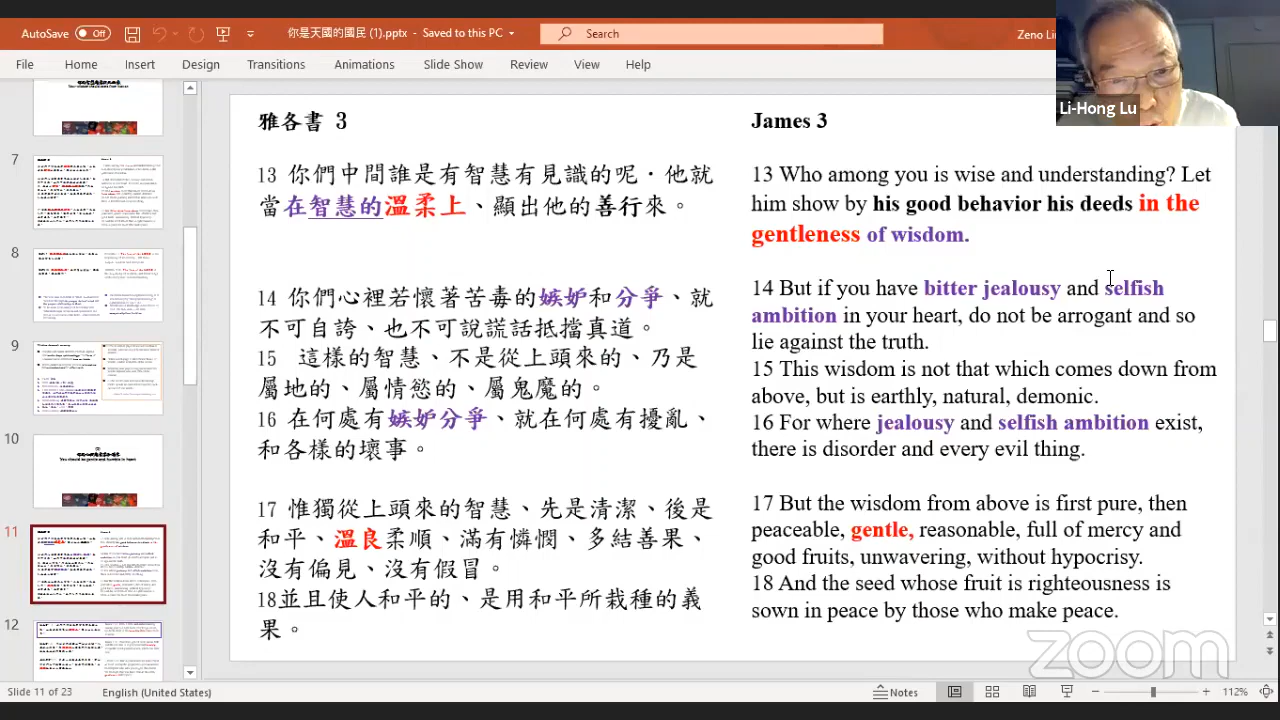 AutoSave Off 你是天國的國民 (1).pptx - Saved to this PC Search Zeno Lin
File Home Insert Design Transitions Animations Slide Show Review View Help
Li-Hong Lu
7
8
9
10
You should be gentle and humble in heart
11
12
雅各書 3
13 你們中間誰是有智慧有見識的呢．他就
當在智慧的溫柔上、顯出他的善行來。
14 你們心裡若懷著苦毒的嫉妒和分爭、就
不可自誇、也不可說謊話抵擋真道。
15 這樣的智慧、不是從上頭來的、乃是
屬地的、屬情慾的、屬鬼魔的。
16 在何處有嫉妒分爭、就在何處有擾亂、
和各樣的壞事。
17 惟獨從上頭來的智慧、先是清潔、後是
和平、溫良柔順、滿有憐憫、多結善果、
沒有偏見、沒有假冒。
18並且使人和平的、是用和平所栽種的義
果。
James 3
13 Who among you is wise and understanding? Let
him show by his good behavior his deeds in the
gentleness of wisdom.
14 But if you have bitter jealousy and selfish
ambition in your heart, do not be arrogant and so
lie against the truth.
15 This wisdom is not that which comes down from
above, but is earthly, natural, demonic.
16 For where jealousy and selfish ambition exist,
there is disorder and every evil thing.
17 But the wisdom from above is first pure, then
peaceable, gentle, reasonable, full of mercy and
good fruits, unwavering, without hypocrisy.
18 And the seed whose fruit is righteousness is
sown in peace by those who make peace.
zoom
Slide 11 of 23 English (United States) Notes 112%